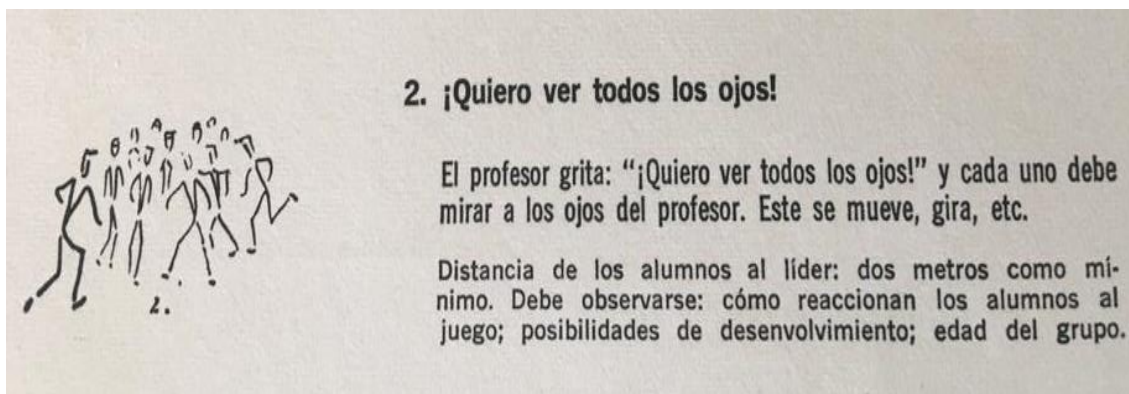 2. ¡Quiero ver todos los ojos!
El profesor grita: “¡Quiero ver todos los ojos!” y cada uno debe
mirar a los ojos del profesor. Este se mueve, gira, etc.
Distancia de los alumnos al líder: dos metros como mí-
nimo. Debe observarse: cómo reaccionan los alumnos al
juego; posibilidades de desenvolvimiento; edad del grupo.
2.